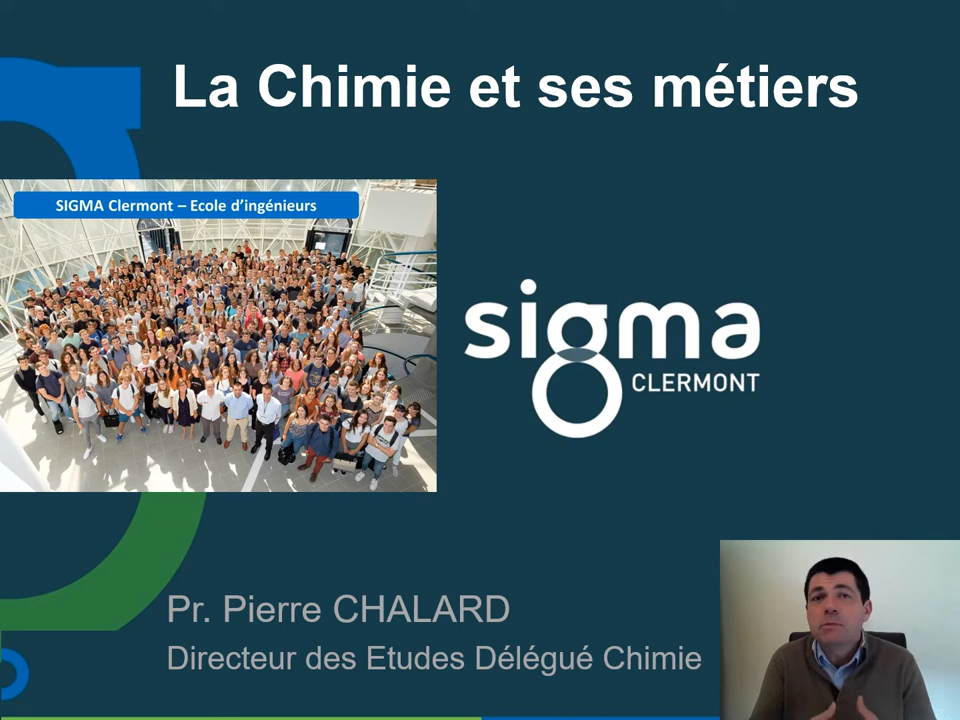 La Chimie et ses métiers
SIGMA Clermont – Ecole d'ingénieurs
sigma
CLERMONT
Pr. Pierre CHALARD
Directeur des Etudes Délégué Chimie